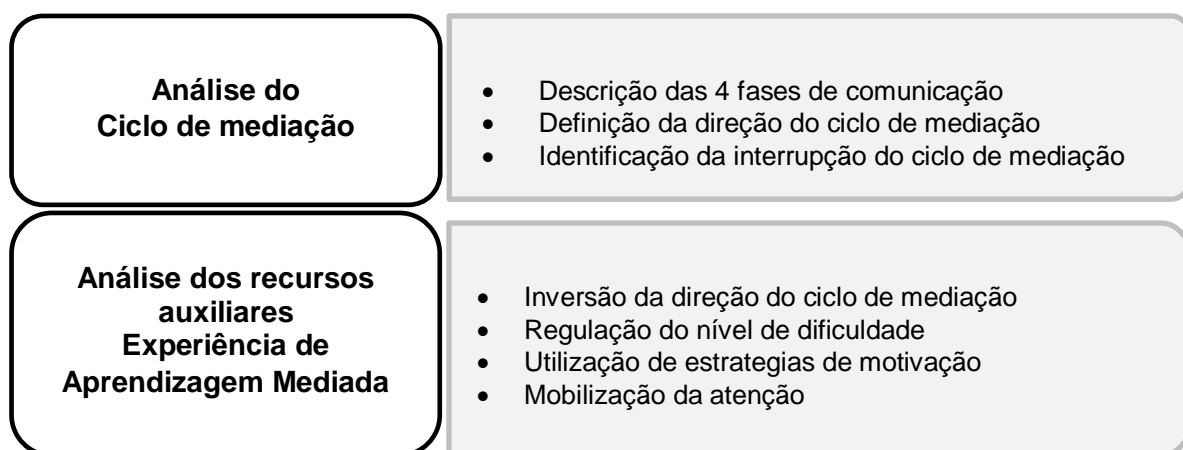 Análise do
Ciclo de mediação
• Descrição das 4 fases de comunicação
• Definição da direção do ciclo de mediação
• Identificação da interrupção do ciclo de mediação
Análise dos recursos
auxiliares
Experiência de
Aprendizagem Mediada
• Inversão da direção do ciclo de mediação
• Regulação do nível de dificuldade
• Utilização de estrategias de motivação
• Mobilização da atenção